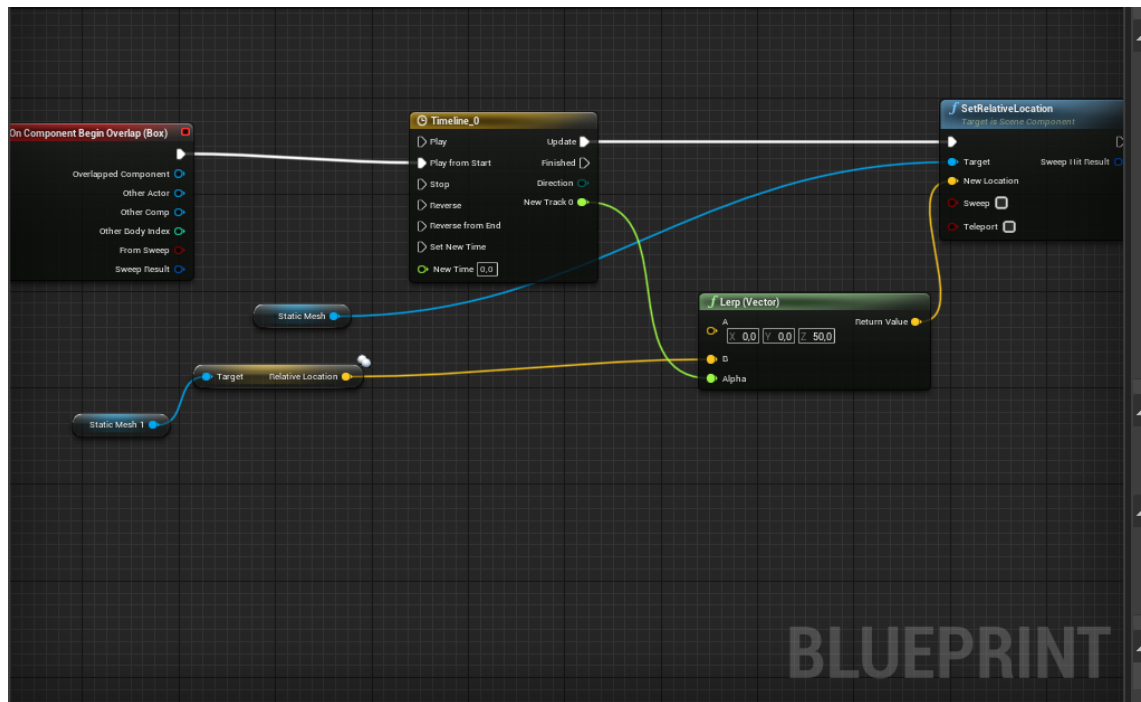 On Component Begin Overlap (Box)
Overlapped Component
Other Actor
Other Comp
Other Body Index
From Sweep
Sweep Result
Timeline_0
Play
Update
Play from Start
Finished
Stop
Direction
Reverse
New Track 0
Reverse from End
Set New Time
New Time 0,0
SetRelativeLocation
Target is Scene Component
Target
Sweep Hit Result
New Location
Sweep
Teleport
Static Mesh
Lerp (Vector)
A
Return Value
X 0,0 Y 0,0 Z 50,0
B
Alpha
Target
Relative Location
Static Mesh 1
BLUEPRINT